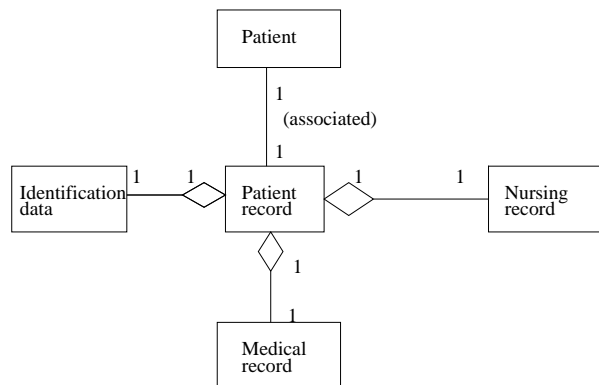 Patient
1
(associated)
1
1
1
1
1
Identification
data
Patient
record
Nursing
record
1
1
Medical
record